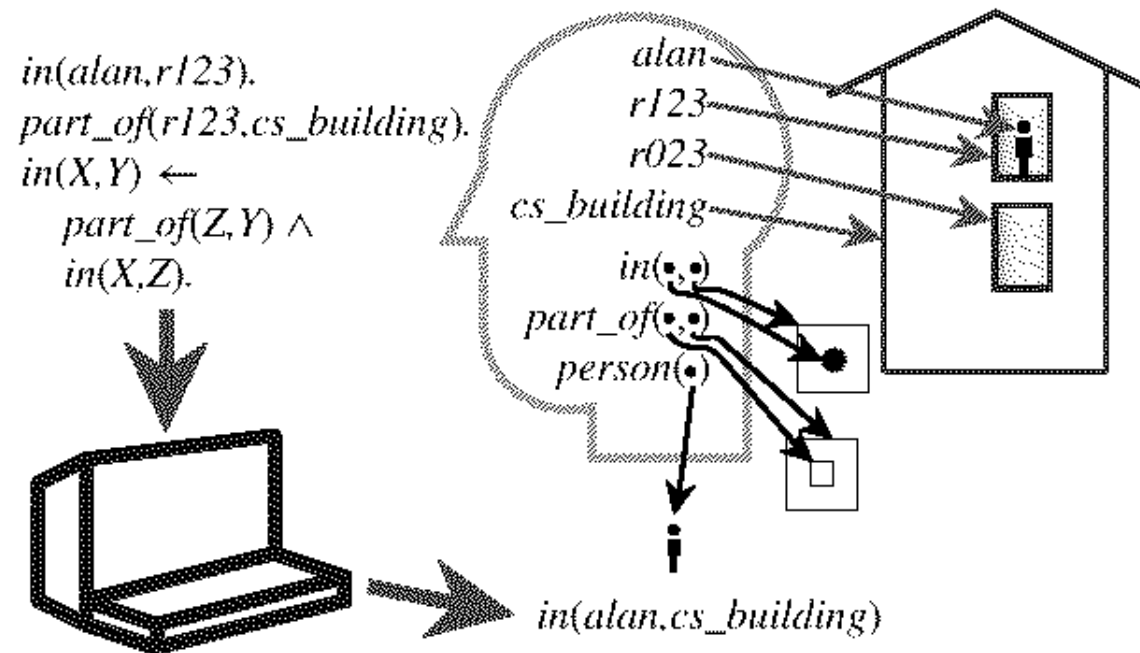 in(alan,r123).
part_of(r123,cs_building).
in(X,Y) ←
part_of(Z,Y) ∧
in(X,Z).
alan
r123
r023
cs_building
in(•,•)
part_of(•,•)
person(•)
in(alan,cs_building)